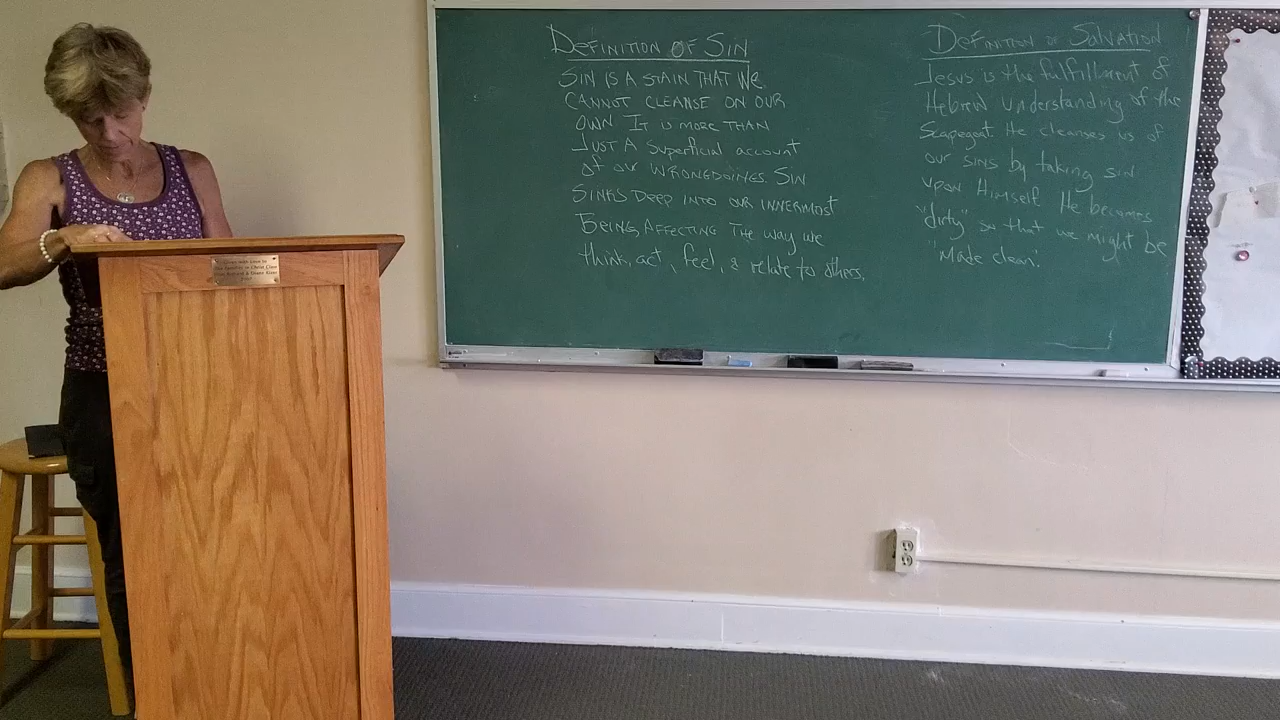 DEFINITION OF SIN
SIN IS A STAIN THAT WE
CANNOT CLEANSE ON OUR
OWN IT IS MORE THAN
JUST A Superficial account
of our WRONGDOINGS. SIN
SINKS DEEP INTO OUR INNERMOST
BEING, AFFECTING THE WAY WE
think, act, feel, & relate to others.
DEFINITION OF SALVATION
Jesus is the fulfillment of
Hebrew understanding of the
Scapegoat He cleanses us of
our sins by taking sin
upon Himself. He becomes
"dirty" so that we might be
"Made clean."